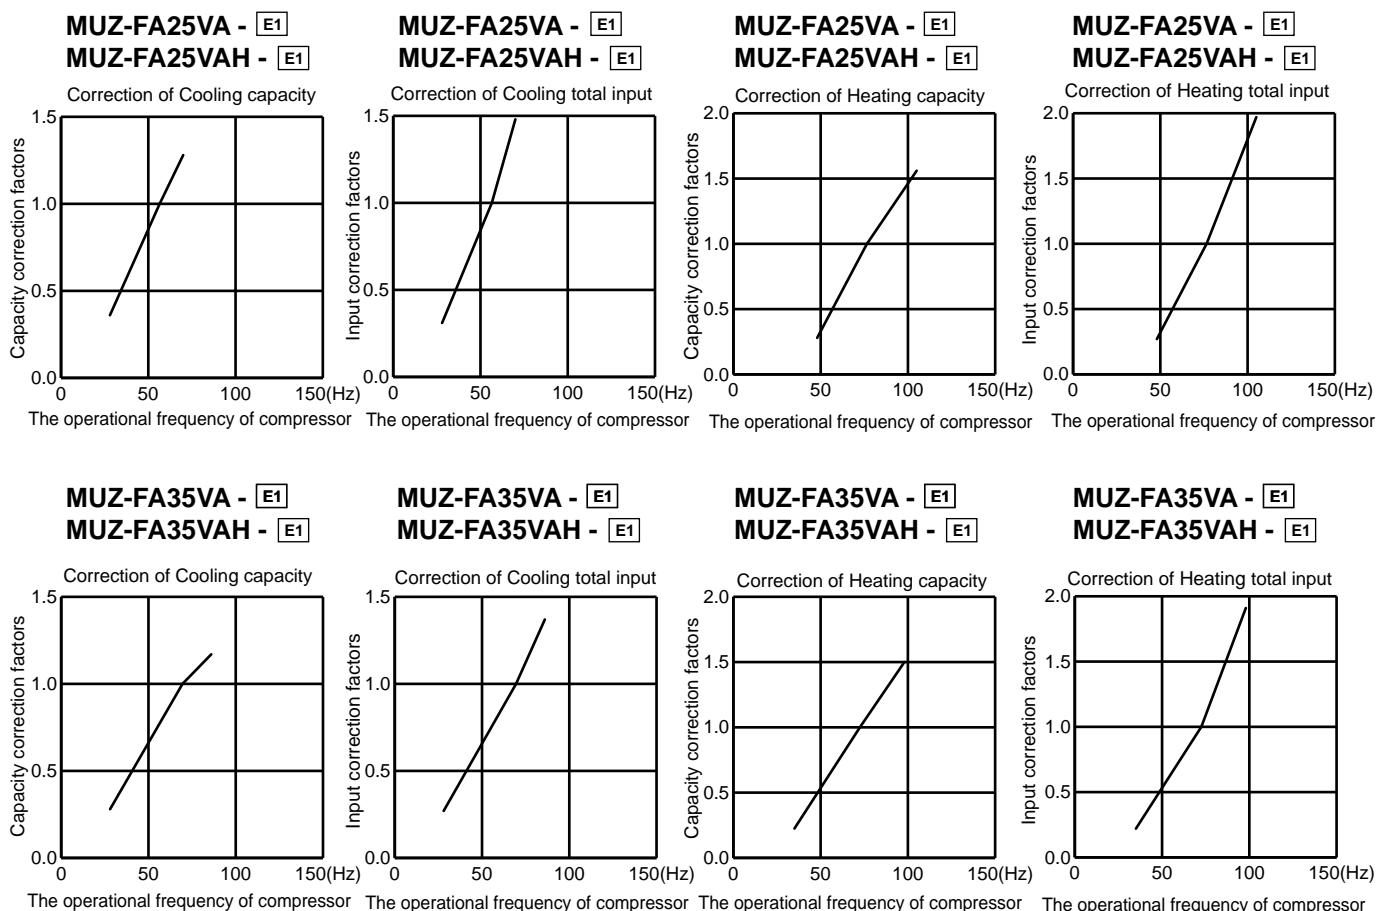 MUZ-FA25VA - E1
MUZ-FA25VAH - E1
Correction of Cooling capacity
Capacity correction factors
1.5
1.0
0.5
0.0
0 50 100 150(Hz)
The operational frequency of compressor
MUZ-FA25VA - E1
MUZ-FA25VAH - E1
Correction of Cooling total input
Input correction factors
1.5
1.0
0.5
0.0
0 50 100 150(Hz)
The operational frequency of compressor
MUZ-FA25VA - E1
MUZ-FA25VAH - E1
Correction of Heating capacity
Capacity correction factors
2.0
1.5
1.0
0.5
0.0
0 50 100 150(Hz)
The operational frequency of compressor
MUZ-FA25VA - E1
MUZ-FA25VAH - E1
Correction of Heating total input
Input correction factors
2.0
1.5
1.0
0.5
0.0
0 50 100 150(Hz)
The operational frequency of compressor
MUZ-FA35VA - E1
MUZ-FA35VAH - E1
Correction of Cooling capacity
Capacity correction factors
1.5
1.0
0.5
0.0
0 50 100 150(Hz)
The operational frequency of compressor
MUZ-FA35VA - E1
MUZ-FA35VAH - E1
Correction of Cooling total input
Input correction factors
1.5
1.0
0.5
0.0
0 50 100 150(Hz)
The operational frequency of compressor
MUZ-FA35VA - E1
MUZ-FA35VAH - E1
Correction of Heating capacity
Capacity correction factors
2.0
1.5
1.0
0.5
0.0
0 50 100 150(Hz)
The operational frequency of compressor
MUZ-FA35VA - E1
MUZ-FA35VAH - E1
Correction of Heating total input
Input correction factors
2.0
1.5
1.0
0.5
0.0
0 50 100 150(Hz)
The operational frequency of compressor